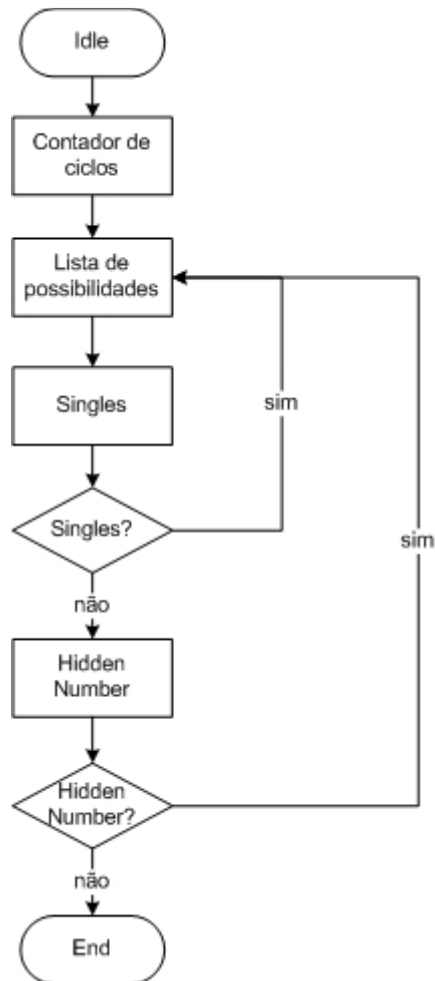 Idle
Contador de
ciclos
Lista de
possibilidades
Singles
sim
Singles?
sim
não
Hidden
Number
Hidden
Number?
não
End